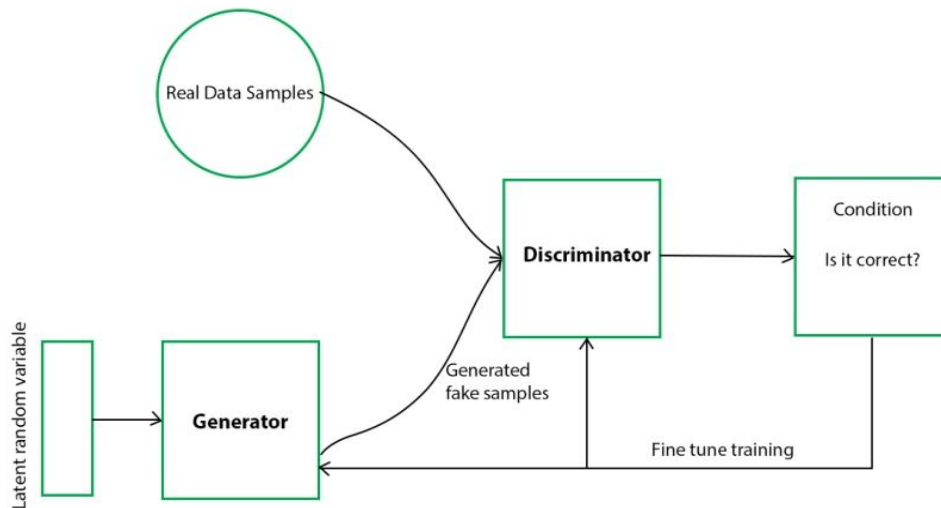 Real Data Samples
Condition
Is it correct?
Discriminator
Latent random variable
Generator
Generated
fake samples
Fine tune training